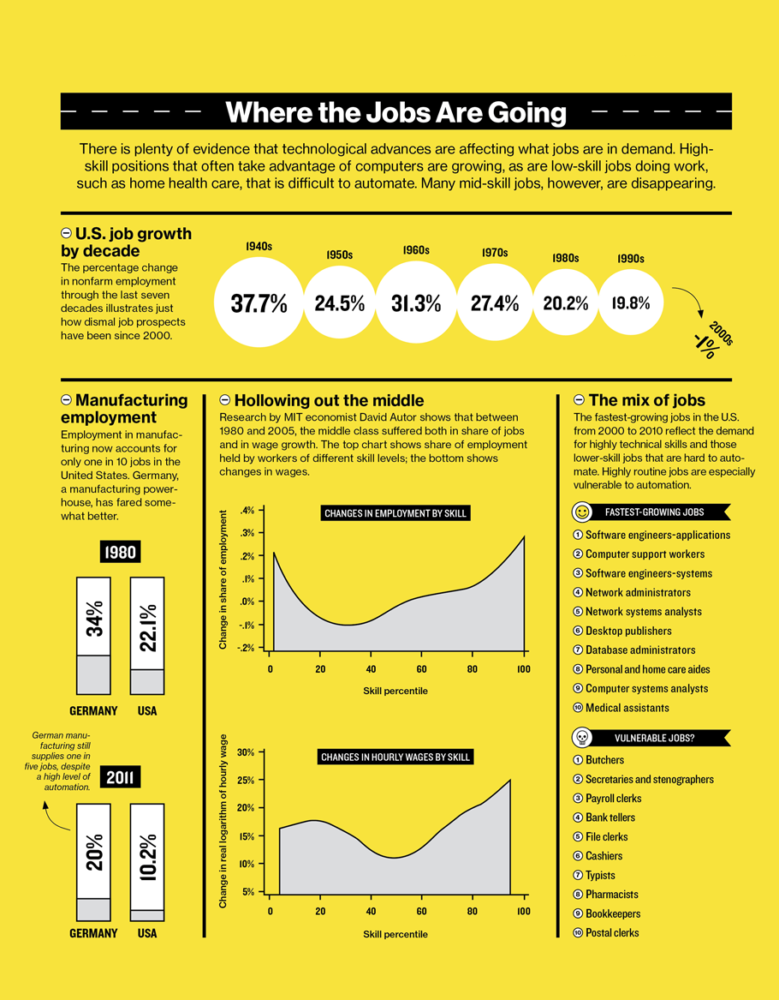 Where the Jobs Are Going
There is plenty of evidence that technological advances are affecting what jobs are in demand. High-
skill positions that often take advantage of computers are growing, as are low-skill jobs doing work,
such as home health care, that is difficult to automate. Many mid-skill jobs, however, are disappearing.
U.S. job growth
by decade
The percentage change
in nonfarm employment
through the last seven
decades illustrates just
how dismal job prospects
have been since 2000.
1940s
37.7%
1950s
24.5%
1960s
31.3%
1970s
27.4%
1980s
20.2%
1990s
19.8%
2000s
-1%
Manufacturing
employment
Employment in manufac-
turing now accounts for
only one in 10 jobs in the
United States. Germany,
a manufacturing power-
house, has fared some-
what better.
1980
34%
22.1%
GERMANY
USA
German manu-
facturing still
supplies one in
five jobs, despite
a high level of
automation.
2011
20%
10.2%
GERMANY
USA
Hollowing out the middle
Research by MIT economist David Autor shows that between
1980 and 2005, the middle class suffered both in share of jobs
and in wage growth. The top chart shows share of employment
held by workers of different skill levels; the bottom shows
changes in wages.
CHANGES IN EMPLOYMENT BY SKILL
Change in share of employment
.4%
.3%
.2%
.1%
.0%
-.1%
-.2%
0 20 40 60 80 100
Skill percentile
CHANGES IN HOURLY WAGES BY SKILL
Change in real logarithm of hourly wage
30%
25%
20%
15%
10%
5%
0 20 40 60 80 100
Skill percentile
The mix of jobs
The fastest-growing jobs in the U.S.
from 2000 to 2010 reflect the demand
for highly technical skills and those
lower-skill jobs that are hard to auto-
mate. Highly routine jobs are especially
vulnerable to automation.
FASTEST-GROWING JOBS
1 Software engineers-applications
2 Computer support workers
3 Software engineers-systems
4 Network administrators
5 Network systems analysts
6 Desktop publishers
7 Database administrators
8 Personal and home care aides
9 Computer systems analysts
10 Medical assistants
VULNERABLE JOBS?
1 Butchers
2 Secretaries and stenographers
3 Payroll clerks
4 Bank tellers
5 File clerks
6 Cashiers
7 Typists
8 Pharmacists
9 Bookkeepers
10 Postal clerks